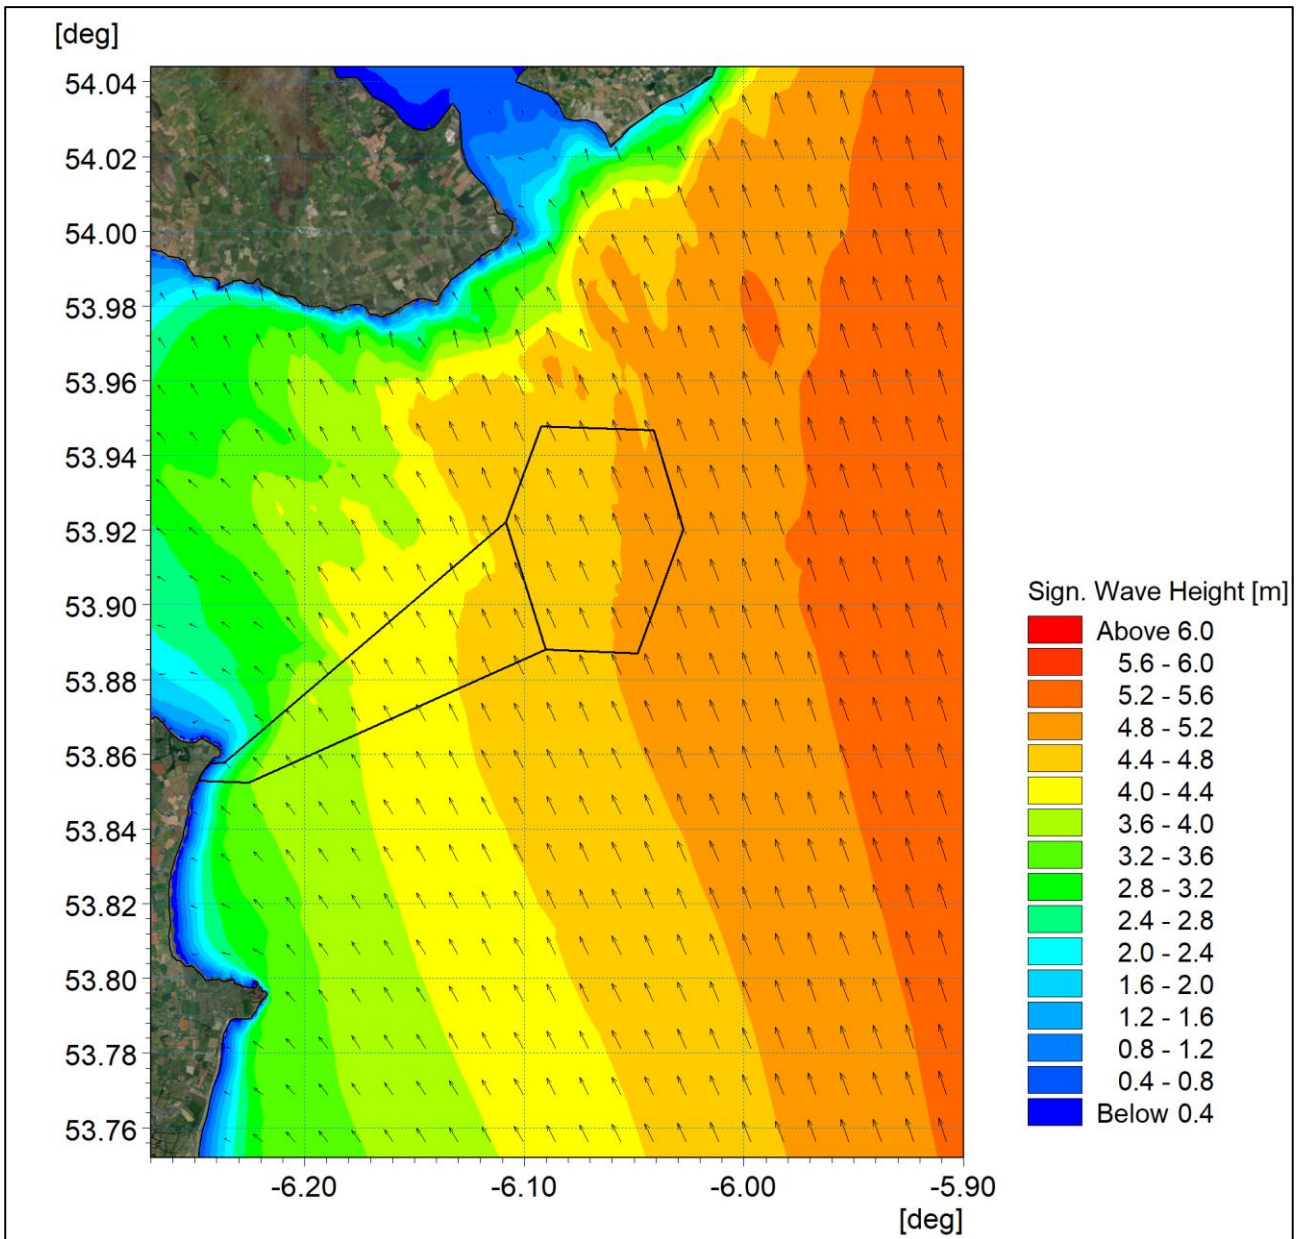 [deg]
54.04
54.02
54.00
53.98
53.96
53.94
53.92
53.90
53.88
53.86
53.84
53.82
53.80
53.78
53.76
-6.20 -6.10 -6.00 -5.90
[deg]
Sign. Wave Height [m]
Above 6.0
5.6 - 6.0
5.2 - 5.6
4.8 - 5.2
4.4 - 4.8
4.0 - 4.4
3.6 - 4.0
3.2 - 3.6
2.8 - 3.2
2.4 - 2.8
2.0 - 2.4
1.6 - 2.0
1.2 - 1.6
0.8 - 1.2
0.4 - 0.8
Below 0.4